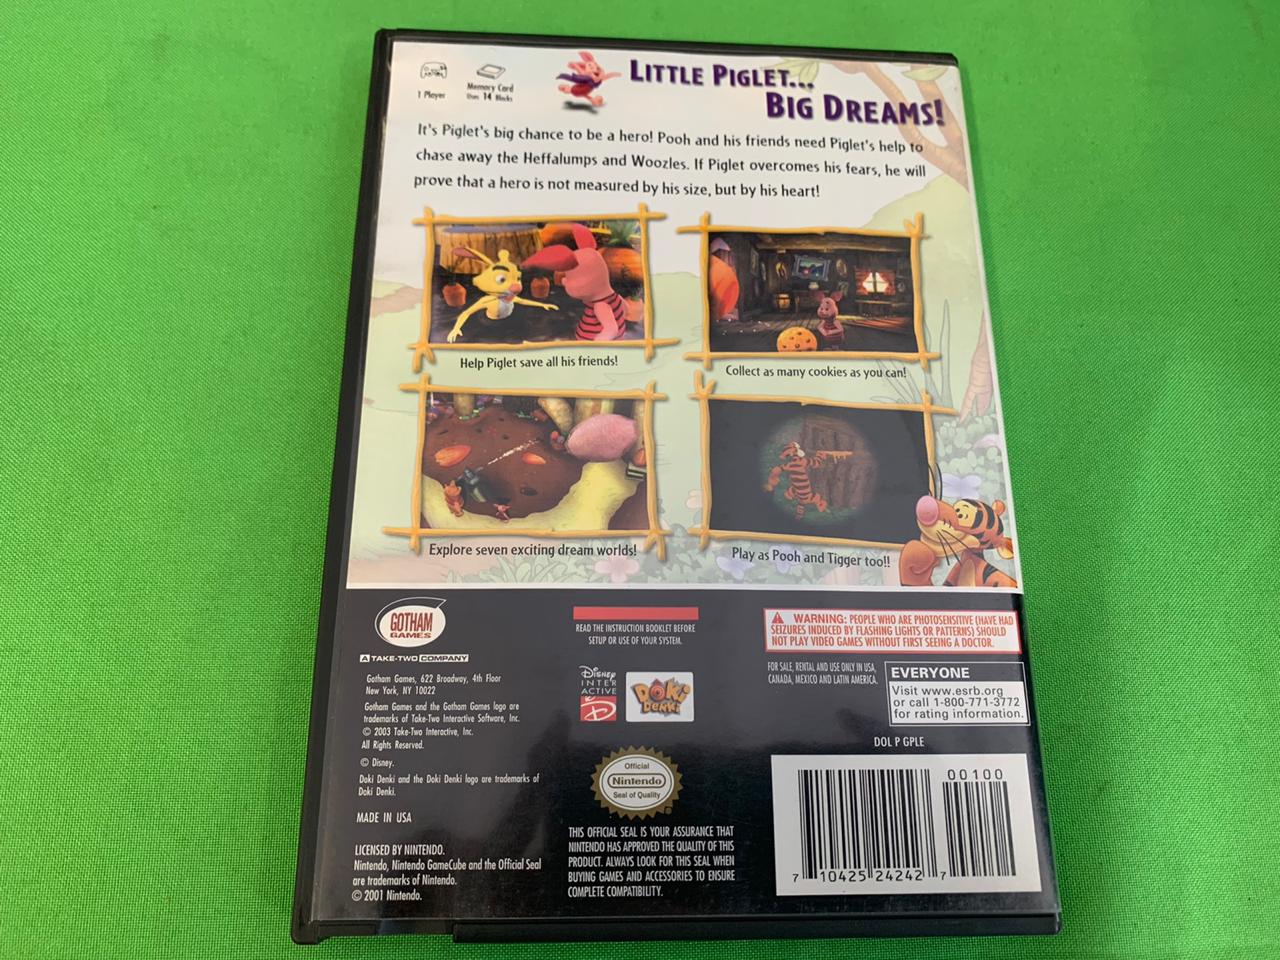 LITTLE PIGLET...
BIG DREAMS!
1 Player
Memory Card
Uses 14 Blocks
It's Piglet's big chance to be a hero! Pooh and his friends need Piglet's help to
chase away the Heffalumps and Woozles. If Piglet overcomes his fears, he will
prove that a hero is not measured by his size, but by his heart!
Help Piglet save all his friends!
Collect as many cookies as you can!
Explore seven exciting dream worlds!
Play as Pooh and Tigger too!!
GOTHAM
GAMES
A TAKE-TWO COMPANY
Gotham Games, 622 Broadway, 4th Floor
New York, NY 10022
Gotham Games and the Gotham Games logo are
trademarks of Take-Two Interactive Software, Inc.
© 2003 Take-Two Interactive, Inc.
All Rights Reserved.
© Disney.
Doki Denki and the Doki Denki logo are trademarks of
Doki Denki.
MADE IN USA
LICENSED BY NINTENDO.
Nintendo, Nintendo GameCube and the Official Seal
are trademarks of Nintendo.
© 2001 Nintendo.
READ THE INSTRUCTION BOOKLET BEFORE
SETUP OR USE OF YOUR SYSTEM.
DISNEY
INTER
ACTIVE
DOKI
DENKI
Official
Nintendo
Seal of Quality
THIS OFFICIAL SEAL IS YOUR ASSURANCE THAT
NINTENDO HAS APPROVED THE QUALITY OF THIS
PRODUCT. ALWAYS LOOK FOR THIS SEAL WHEN
BUYING GAMES AND ACCESSORIES TO ENSURE
COMPLETE COMPATIBILITY.
WARNING: PEOPLE WHO ARE PHOTOSENSITIVE (HAVE HAD
SEIZURES INDUCED BY FLASHING LIGHTS OR PATTERNS) SHOULD
NOT PLAY VIDEO GAMES WITHOUT FIRST SEEING A DOCTOR.
FOR SALE, RENTAL AND USE ONLY IN USA,
CANADA, MEXICO AND LATIN AMERICA.
EVERYONE
Visit www.esrb.org
or call 1-800-771-3772
for rating information.
DOL P GPLE
00100
7 10425 24242 7